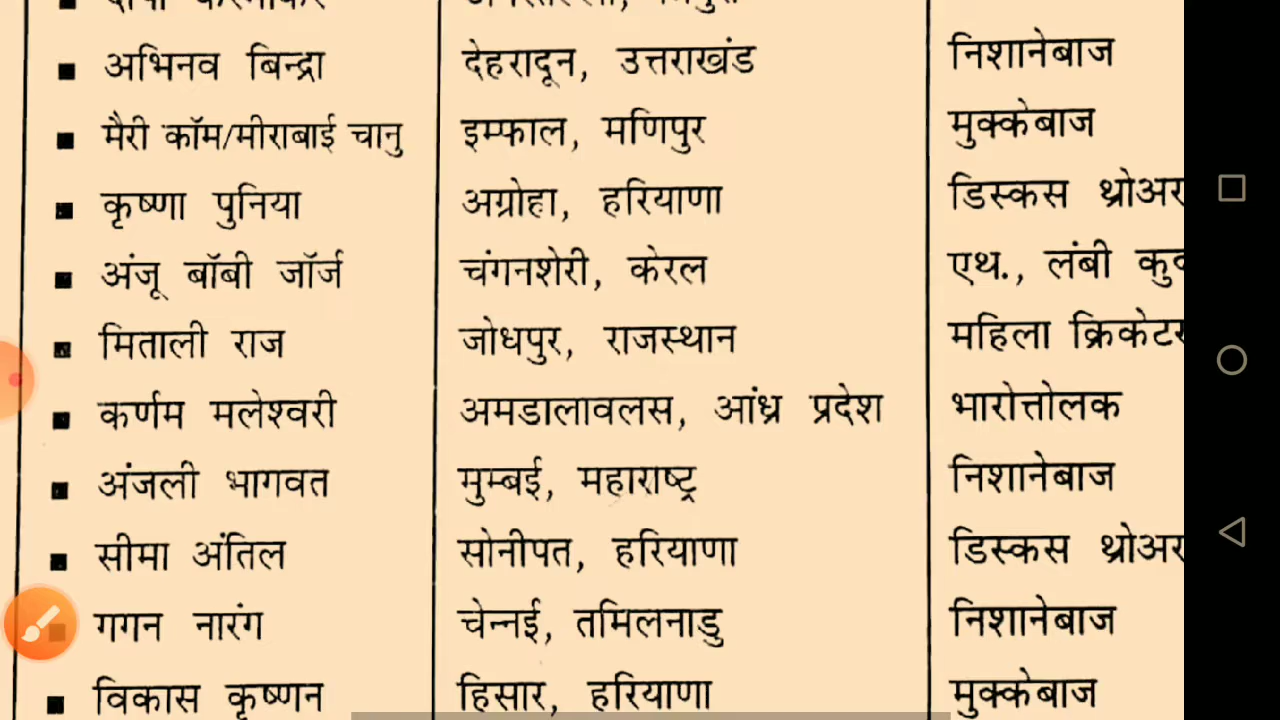 अभिनव बिन्द्रा देहरादून, उत्तराखंड निशानेबाज
मैरी कॉम/मीराबाई चानु इम्फाल, मणिपुर मुक्केबाज
कृष्णा पुनिया अग्रोहा, हरियाणा डिस्कस थ्रोअर
अंजू बॉबी जॉर्ज चंगनशेरी, केरल एथ., लंबी
मिताली राज जोधपुर, राजस्थान महिला क्रिकेटर
कर्णम मलेश्वरी अमडालावलस, आंध्र प्रदेश भारोत्तोलक
अंजली भागवत मुम्बई, महाराष्ट्र निशानेबाज
सीमा अंतिल सोनीपत, हरियाणा डिस्कस थ्रोअर
गगन नारंग चेन्नई, तमिलनाडु निशानेबाज
विकास कृष्णन हिसार, हरियाणा मुक्केबाज